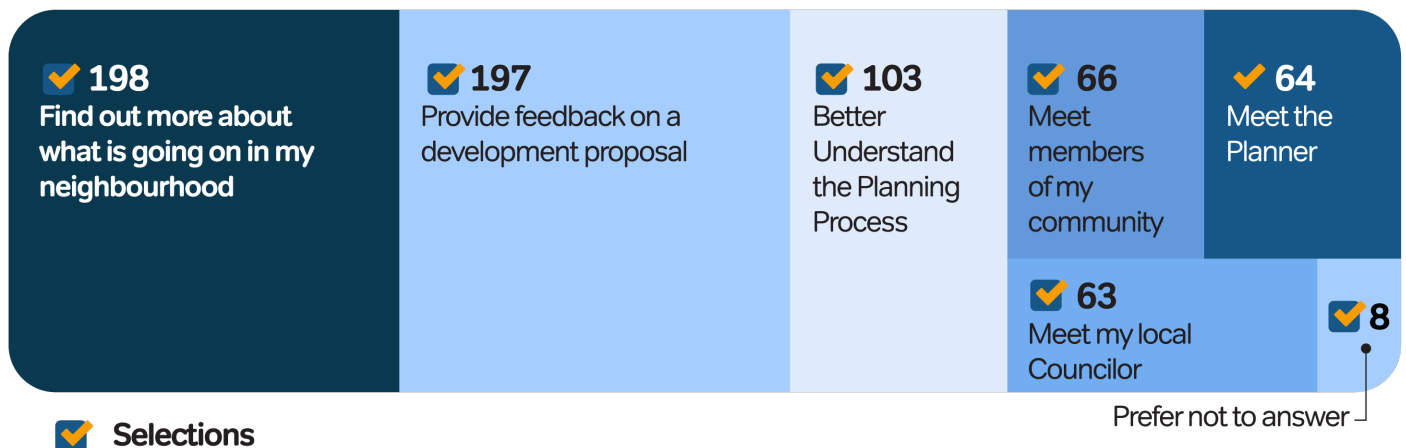 198
Find out more about
what is going on in my
neighbourhood
197
Provide feedback on a
development proposal
103
Better
Understand
the Planning
Process
66
Meet
members
of my
community
64
Meet the
Planner
63
Meet my local
Councilor
8
Prefer not to answer
Selections